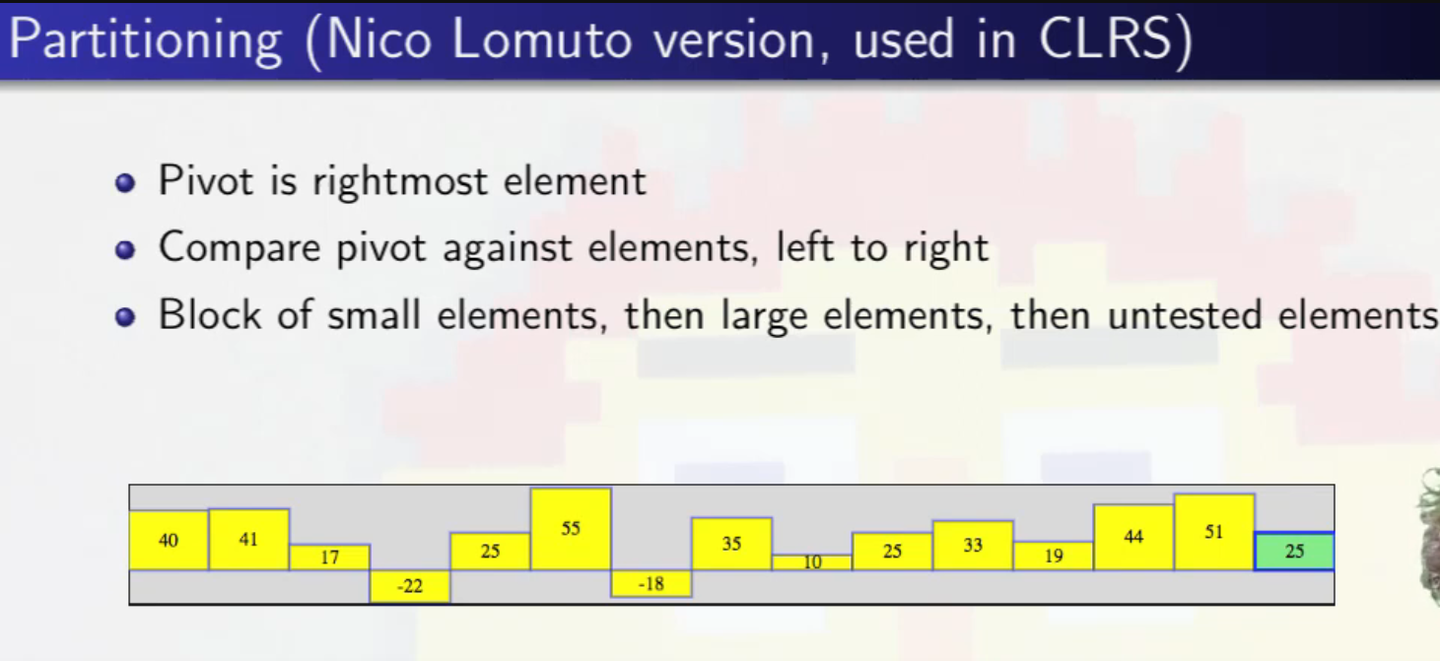 Partitioning (Nico Lomuto version, used in CLRS)
Pivot is rightmost element
Compare pivot against elements, left to right
Block of small elements, then large elements, then untested elements
40 41 17 -22 25 55 -18 35 10 25 33 19 44 51 25